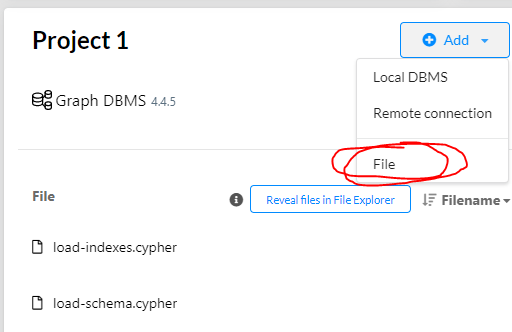 Project 1
Add
Local DBMS
Graph DBMS 4.4.5
Remote connection
File
File
Reveal files in File Explorer
Filename
load-indexes.cypher
load-schema.cypher